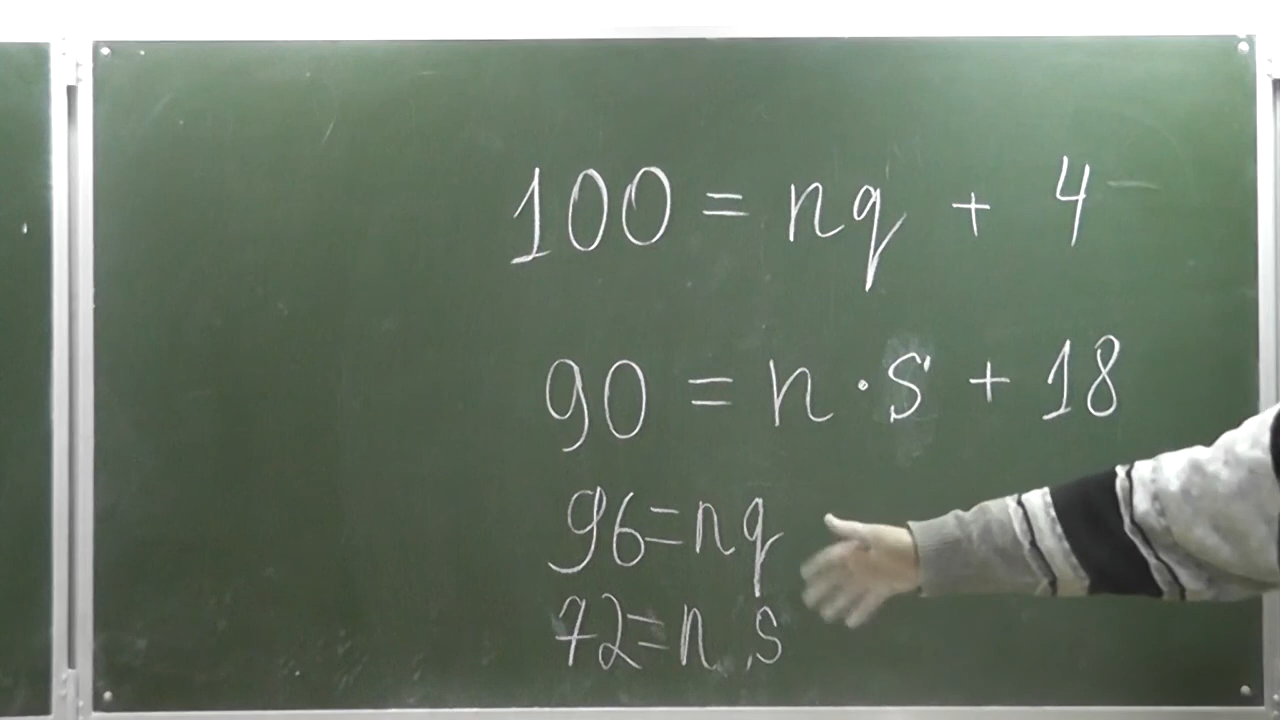 100 = nq + 4
90 = n · s + 18
96 = nq
72 = n s